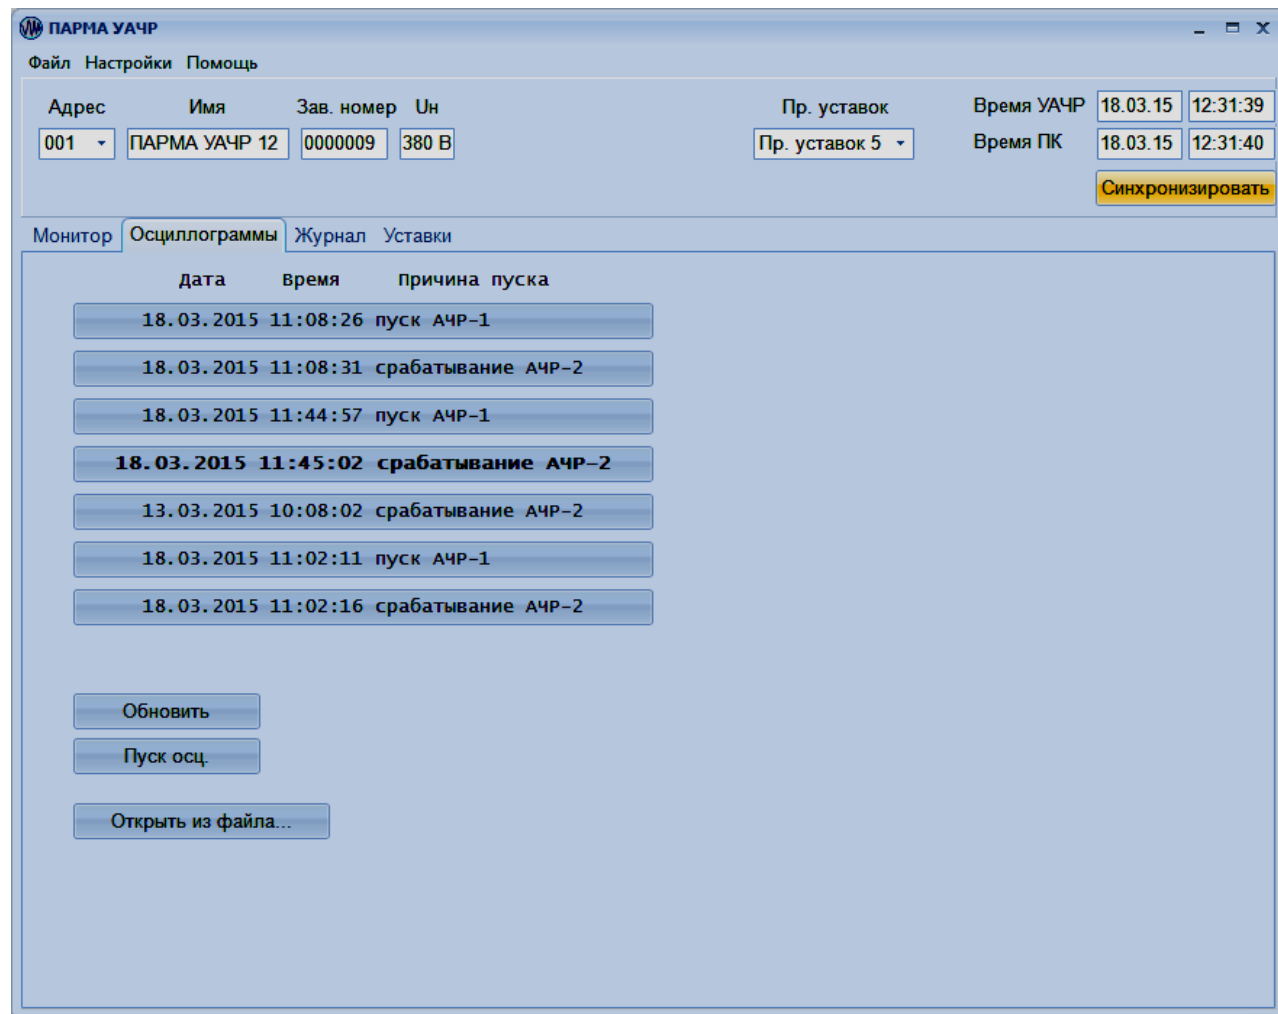 ПАРМА УАЧР
Файл Настройки Помощь
Адрес Имя Зав. номер Uн Пр. уставок Время УАЧР 18.03.15 12:31:39
001 ПАРМА УАЧР 12 0000009 380 В Пр. уставок 5 Время ПК 18.03.15 12:31:40
Синхронизировать
Монитор Осциллограммы Журнал Уставки
Дата Время Причина пуска
18.03.2015 11:08:26 пуск АЧР-1
18.03.2015 11:08:31 срабатывание АЧР-2
18.03.2015 11:44:57 пуск АЧР-1
18.03.2015 11:45:02 срабатывание АЧР-2
13.03.2015 10:08:02 срабатывание АЧР-2
18.03.2015 11:02:11 пуск АЧР-1
18.03.2015 11:02:16 срабатывание АЧР-2
Обновить
Пуск осц.
Открыть из файла...